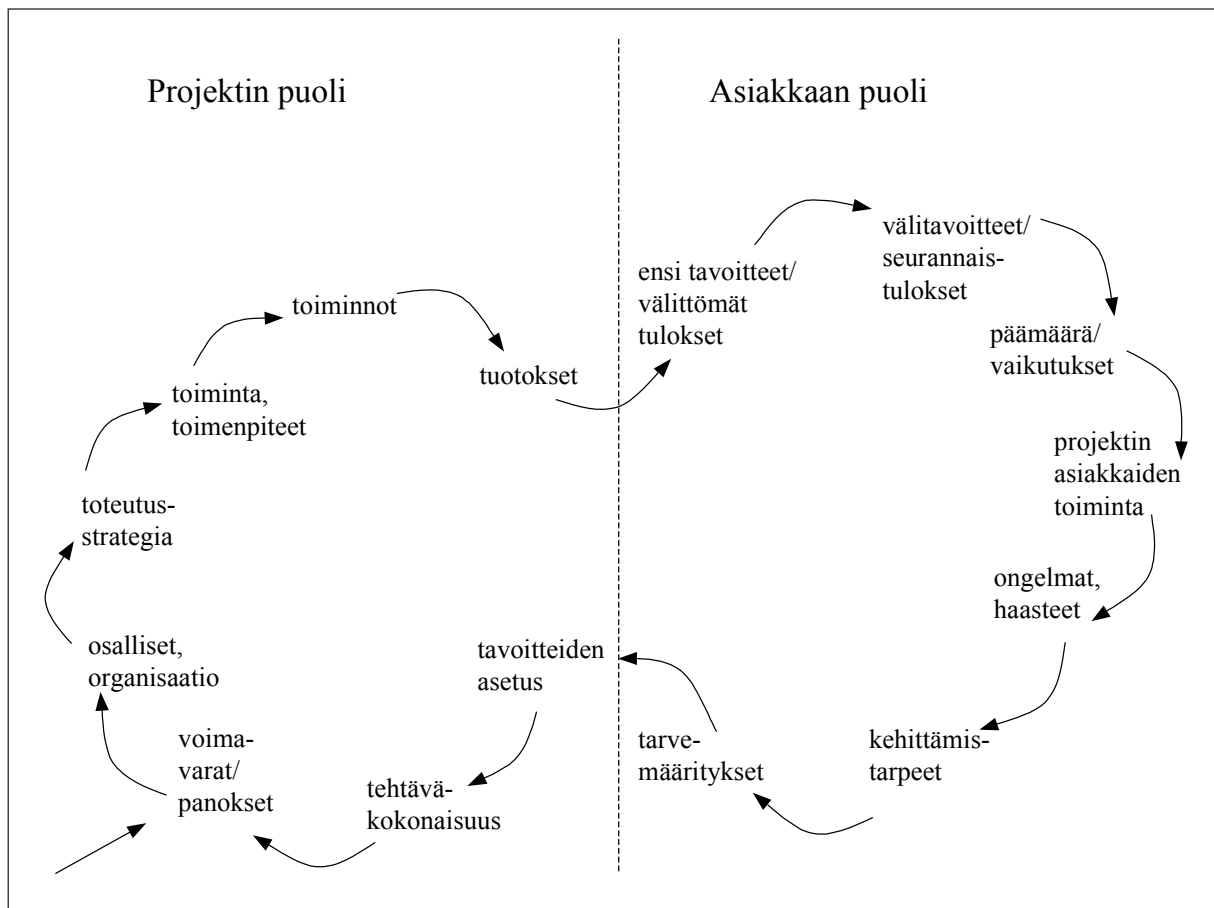 Projektin puoli
Asiakkaan puoli
toiminnot
tuotokset
toiminta,
toimenpiteet
toteutus-
strategia
osalliset,
organisaatio
voima-
varat/
panokset
tehtävä-
kokonaisuus
tavoitteiden
asetus
ensi tavoitteet/
välittömät
tulokset
välitavoitteet/
seurannais-
tulokset
päämäärä/
vaikutukset
projektin
asiakkaiden
toiminta
ongelmat,
haasteet
kehittämis-
tarpeet
tarve-
määritykset